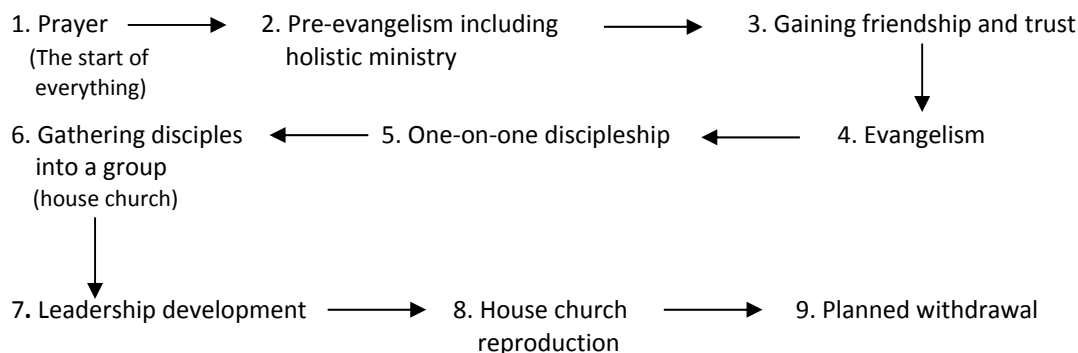 1. Prayer
(The start of
everything)
2. Pre-evangelism including
holistic ministry
3. Gaining friendship and trust
4. Evangelism
5. One-on-one discipleship
6. Gathering disciples
into a group
(house church)
7. Leadership development
8. House church
reproduction
9. Planned withdrawal